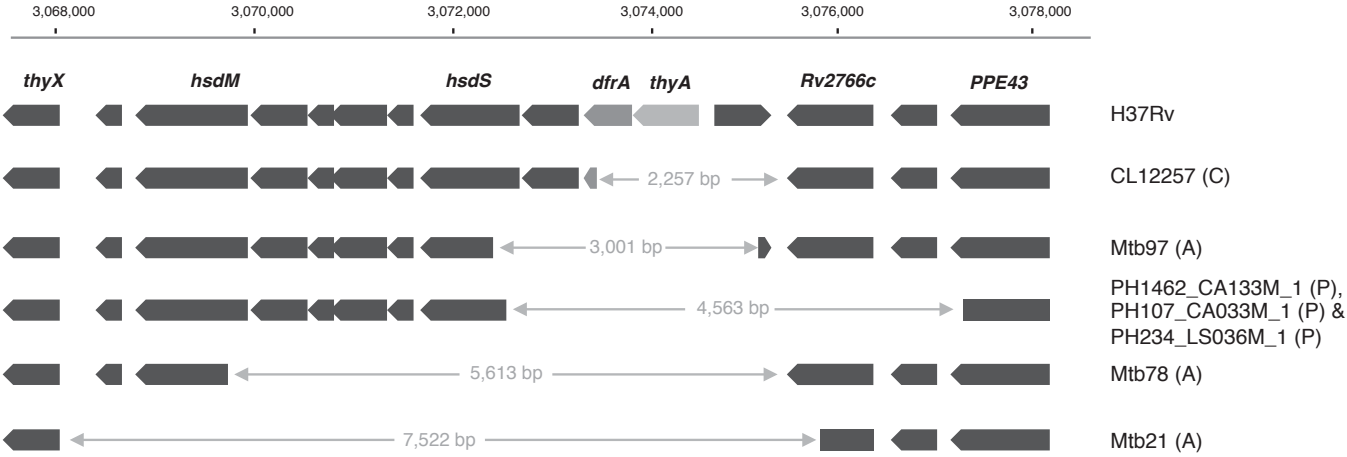 3,068,000 3,070,000 3,072,000 3,074,000 3,076,000 3,078,000
thyX hsdM hsdS dfrA thyA Rv2766c PPE43
H37Rv
2,257 bp CL12257 (C)
3,001 bp Mtb97 (A)
PH1462_CA133M_1 (P),
4,563 bp PH107_CA033M_1 (P) &
PH234_LS036M_1 (P)
5,613 bp Mtb78 (A)
7,522 bp Mtb21 (A)